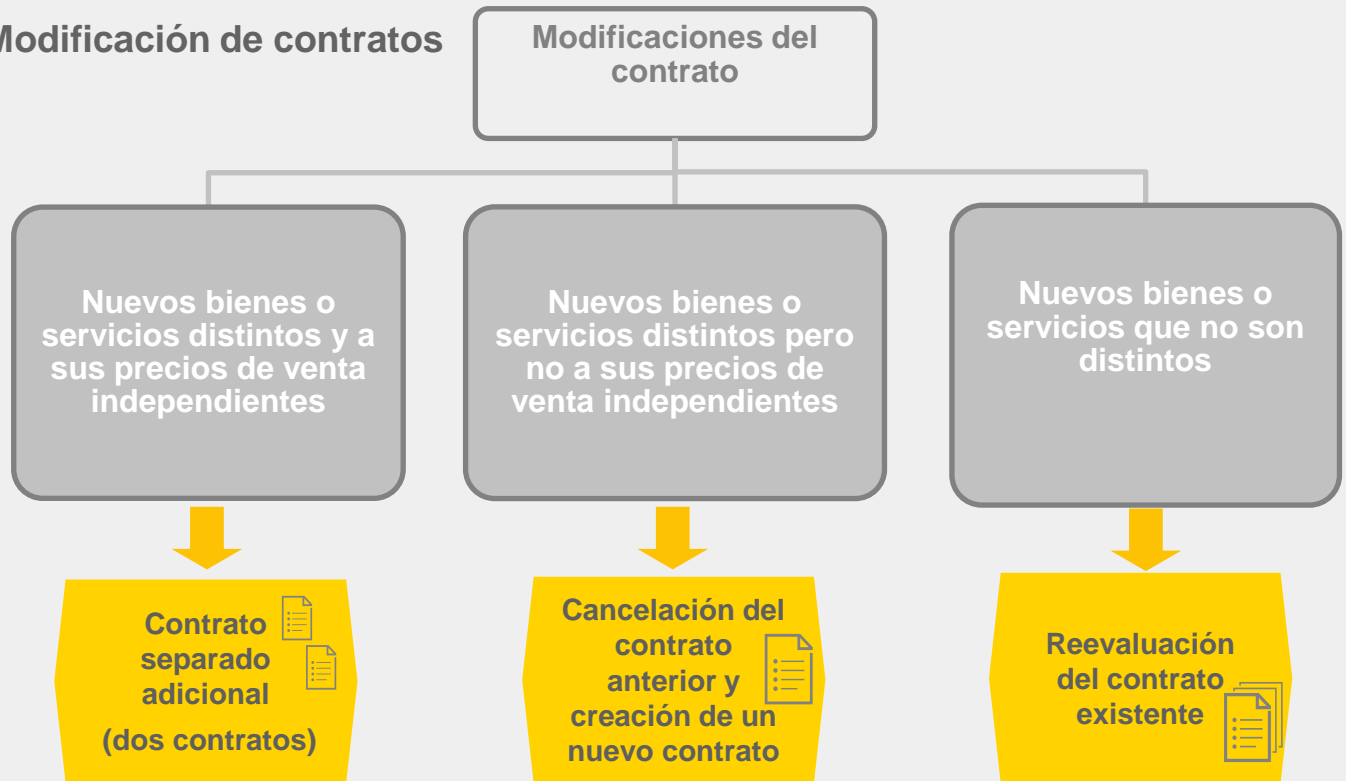 Modificación de contratos
Modificaciones del
contrato
Nuevos bienes o
servicios distintos y a
sus precios de venta
independientes
Nuevos bienes o
servicios distintos pero
no a sus precios de
venta independientes
Nuevos bienes o
servicios que no son
distintos
Contrato
separado
adicional
(dos contratos)
Cancelación del
contrato
anterior y
creación de un
nuevo contrato
Reevaluación
del contrato
existente